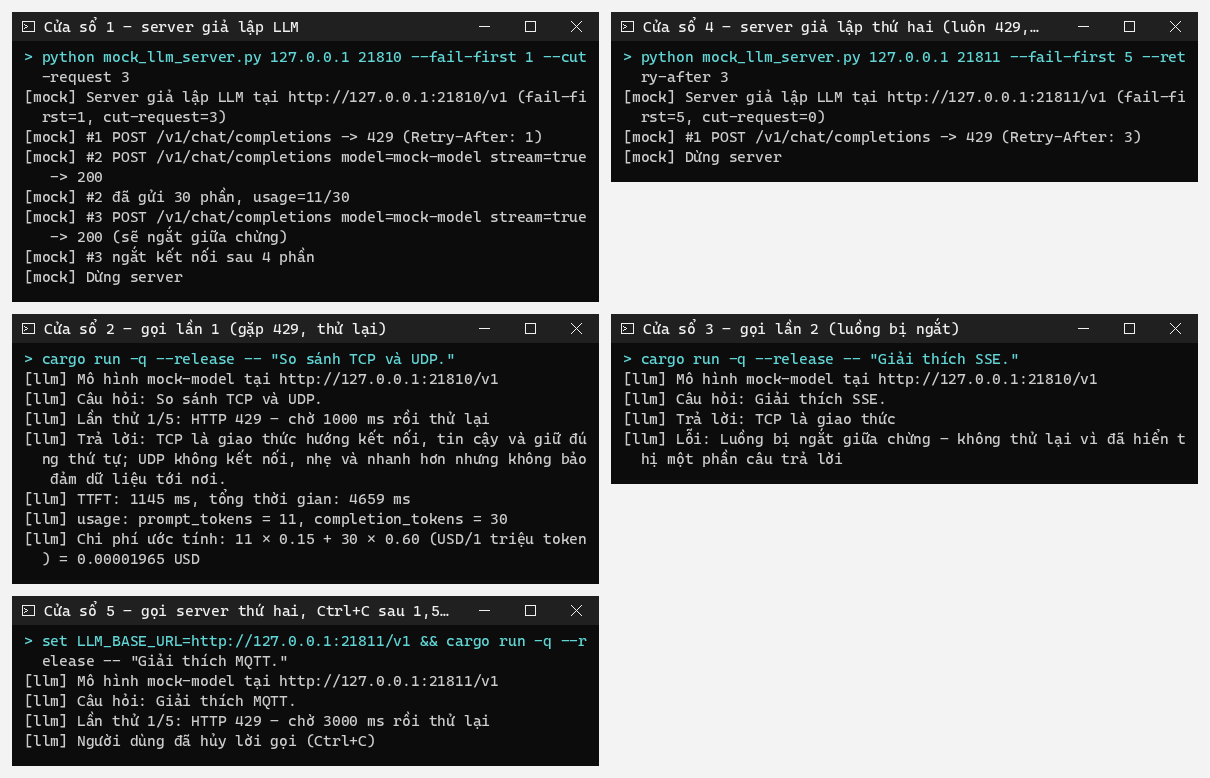 Cửa sổ 1 – server giả lập LLM
> python mock_llm_server.py 127.0.0.1 21810 --fail-first 1 --cut
-request 3
[mock] Server giả lập LLM tại http://127.0.0.1:21810/v1 (fail-fi
rst=1, cut-request=3)
[mock] #1 POST /v1/chat/completions -> 429 (Retry-After: 1)
[mock] #2 POST /v1/chat/completions model=mock-model stream=true
-> 200
[mock] #2 đã gửi 30 phần, usage=11/30
[mock] #3 POST /v1/chat/completions model=mock-model stream=true
-> 200 (sẽ ngắt giữa chừng)
[mock] #3 ngắt kết nối sau 4 phần
[mock] Dừng server
Cửa sổ 4 – server giả lập thứ hai (luôn 429,…
> python mock_llm_server.py 127.0.0.1 21811 --fail-first 5 --ret
ry-after 3
[mock] Server giả lập LLM tại http://127.0.0.1:21811/v1 (fail-fi
rst=5, cut-request=0)
[mock] #1 POST /v1/chat/completions -> 429 (Retry-After: 3)
[mock] Dừng server
Cửa sổ 2 – gọi lần 1 (gặp 429, thử lại)
> cargo run -q --release -- "So sánh TCP và UDP."
[llm] Mô hình mock-model tại http://127.0.0.1:21810/v1
[llm] Câu hỏi: So sánh TCP và UDP.
[llm] Lần thử 1/5: HTTP 429 – chờ 1000 ms rồi thử lại
[llm] Trả lời: TCP là giao thức hướng kết nối, tin cậy và giữ đú
ng thứ tự; UDP không kết nối, nhẹ và nhanh hơn nhưng không bảo
đảm dữ liệu tới nơi.
[llm] TTFT: 1145 ms, tổng thời gian: 4659 ms
[llm] usage: prompt_tokens = 11, completion_tokens = 30
[llm] Chi phí ước tính: 11 × 0.15 + 30 × 0.60 (USD/1 triệu token
) = 0.00001965 USD
Cửa sổ 3 – gọi lần 2 (luồng bị ngắt)
> cargo run -q --release -- "Giải thích SSE."
[llm] Mô hình mock-model tại http://127.0.0.1:21810/v1
[llm] Câu hỏi: Giải thích SSE.
[llm] Trả lời: TCP là giao thức
[llm] Lỗi: Luồng bị ngắt giữa chừng – không thử lại vì đã hiển t
hị một phần câu trả lời
Cửa sổ 5 – gọi server thứ hai, Ctrl+C sau 1,5…
> set LLM_BASE_URL=http://127.0.0.1:21811/v1 && cargo run -q --r
elease -- "Giải thích MQTT."
[llm] Mô hình mock-model tại http://127.0.0.1:21811/v1
[llm] Câu hỏi: Giải thích MQTT.
[llm] Lần thử 1/5: HTTP 429 – chờ 3000 ms rồi thử lại
[llm] Người dùng đã hủy lời gọi (Ctrl+C)